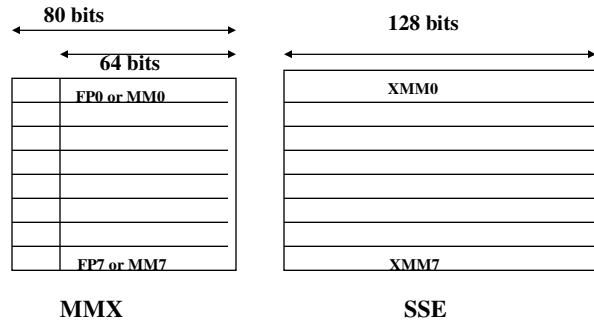 80 bits
128 bits
64 bits
FP0 or MM0
XMM0
FP7 or MM7
XMM7
MMX
SSE